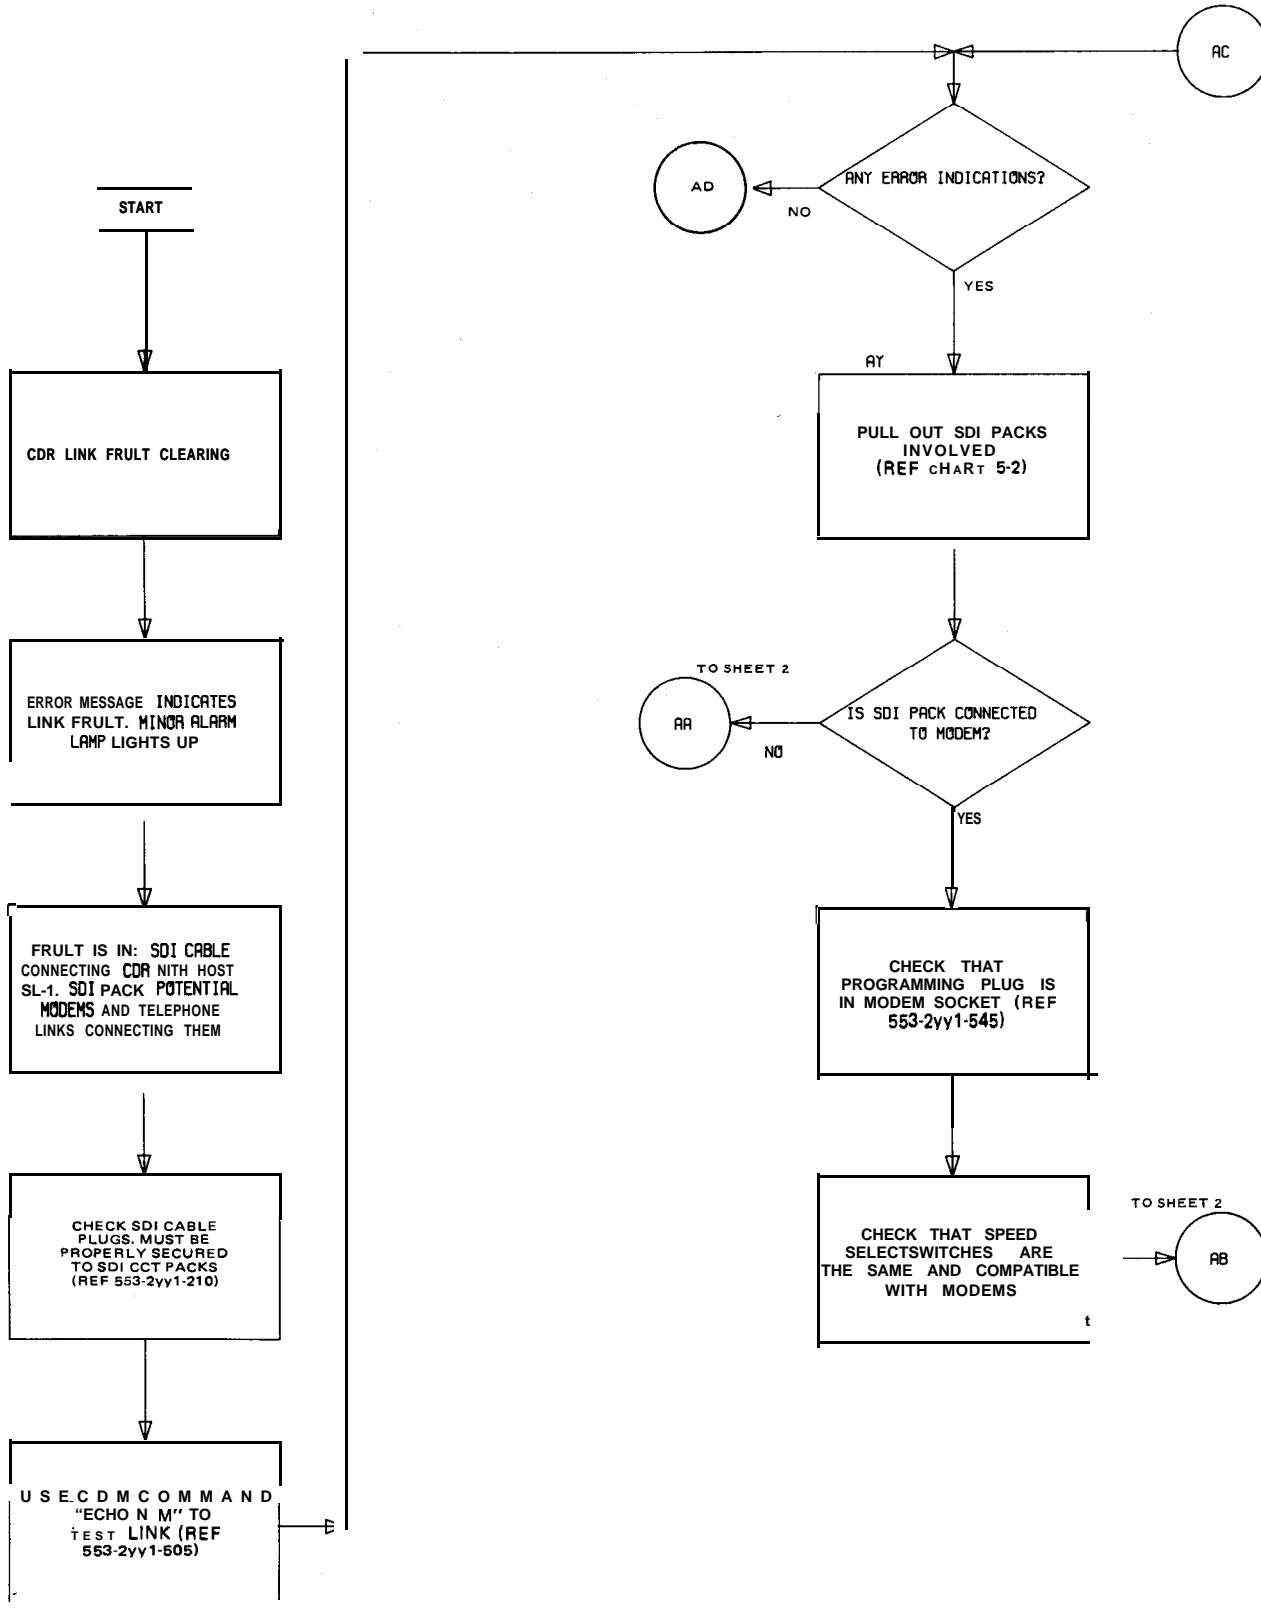 START
CDR LINK FRULT CLEARING
ERROR MESSAGE INDICATES
LINK FRULT. MINOR ALARM
LAMP LIGHTS UP
FRULT IS IN: SDI CABLE
CONNECTING CDR NITH HOST
SL-1. SDI PACK POTENTIAL
MODEMS AND TELEPHONE
LINKS CONNECTING THEM
CHECK SDI CABLE
PLUGS. MUST BE
PROPERLY SECURED
TO SDI CCT PACKS
(REF 553-2yy1-210)
USE CDM COMMAND
"ECHO N M" TO
TEST LINK (REF
553-2yy1-505)
AC
ANY ERROR INDICATIONS?
AD
NO
YES
AY
PULL OUT SDI PACKS
INVOLVED
(REF CHART 5-2)
TO SHEET 2
AA
IS SDI PACK CONNECTED
TO MODEM?
NO
YES
CHECK THAT
PROGRAMMING PLUG IS
IN MODEM SOCKET (REF
553-2yy1-545)
CHECK THAT SPEED
SELECTSWITCHES ARE
THE SAME AND COMPATIBLE
WITH MODEMS
t
TO SHEET 2
AB